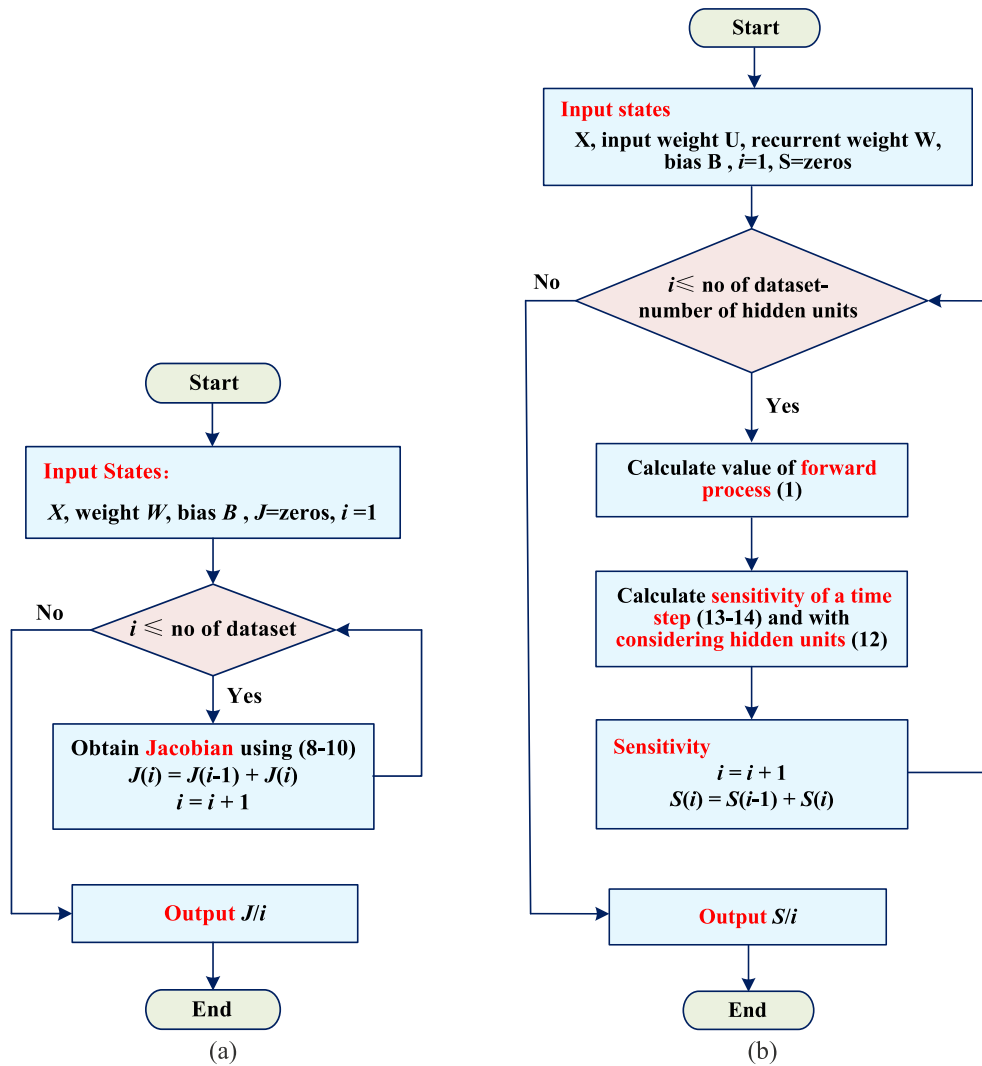 Start
Input States:
X, weight W, bias B , J=zeros, i =1
i ≤ no of dataset
No
Yes
Obtain Jacobian using (8-10)
J(i) = J(i-1) + J(i)
i = i + 1
Output J/i
End
(a)
Start
Input states
X, input weight U, recurrent weight W,
bias B , i=1, S=zeros
i≤ no of dataset-
number of hidden units
No
Yes
Calculate value of forward
process (1)
Calculate sensitivity of a time
step (13-14) and with
considering hidden units (12)
Sensitivity
i = i + 1
S(i) = S(i-1) + S(i)
Output S/i
End
(b)